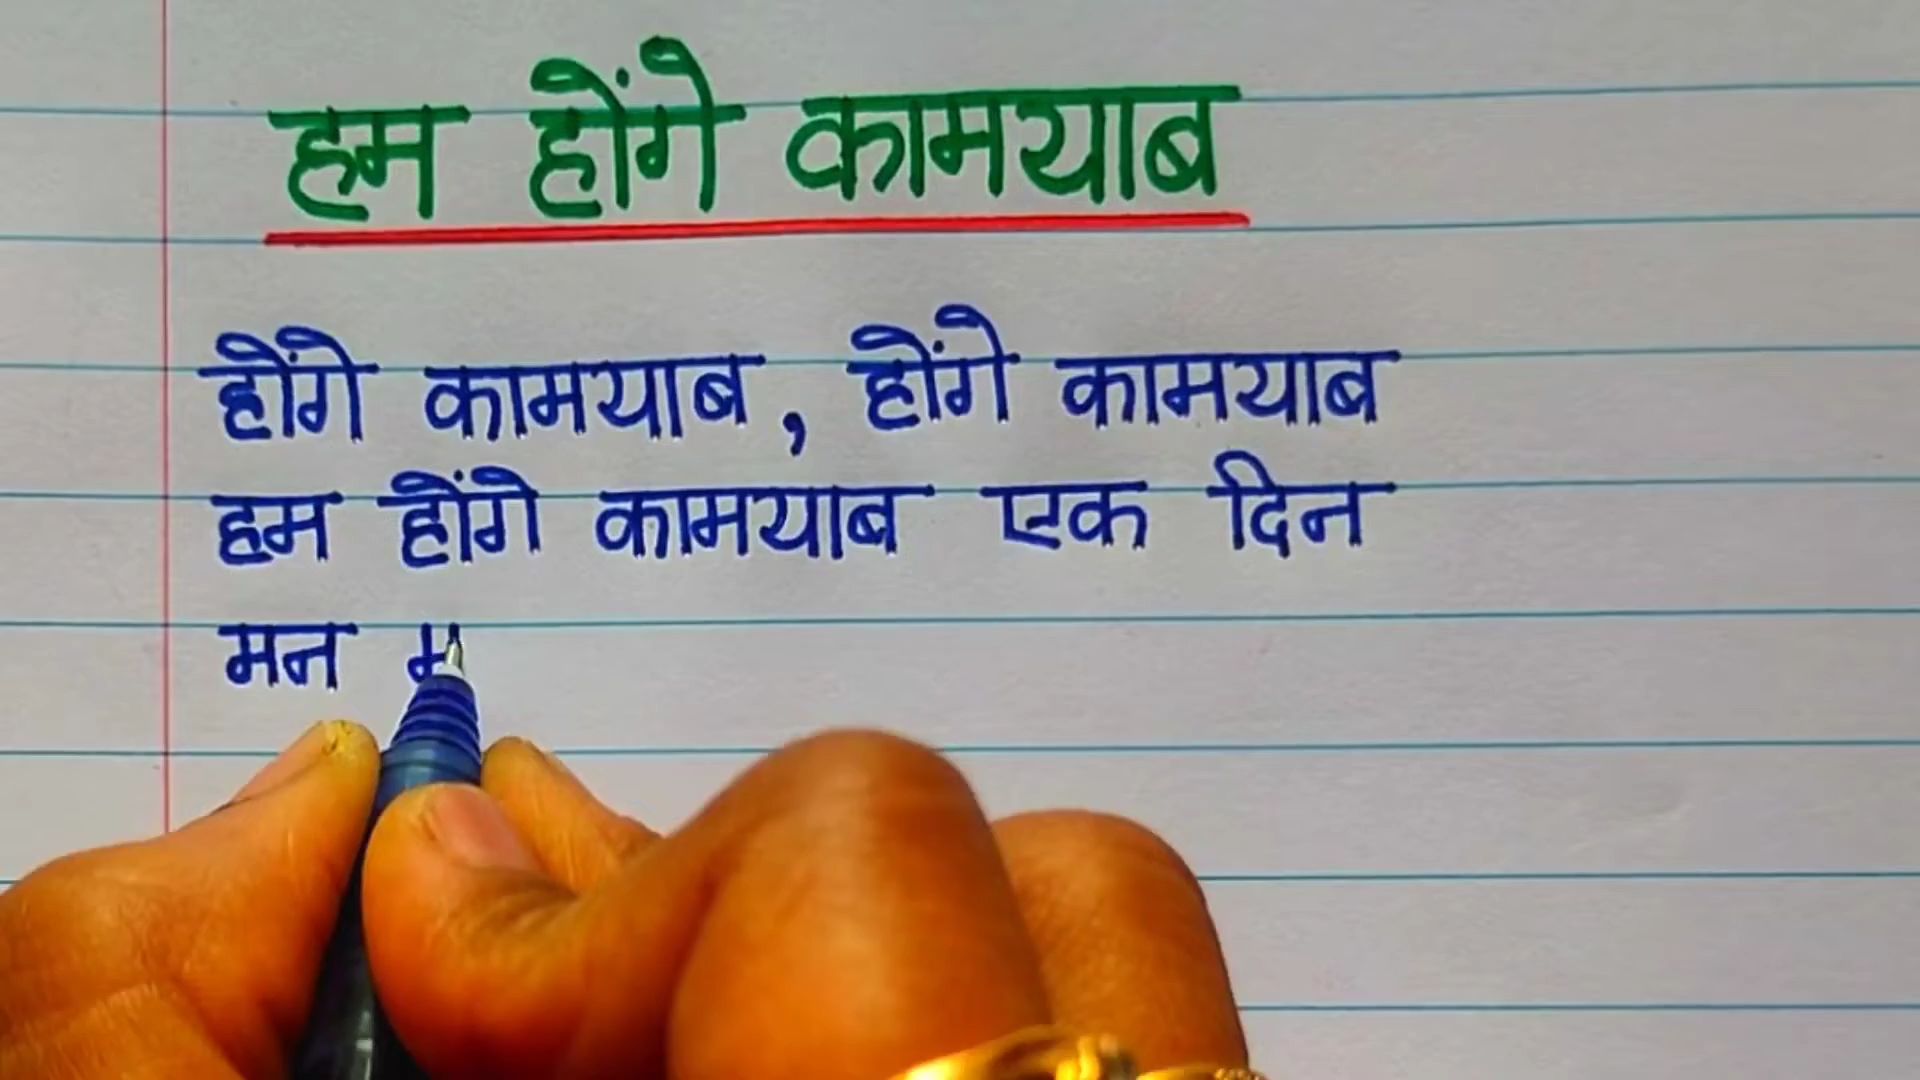 हम होंगे कामयाब
होंगे कामयाब, होंगे कामयाब
हम होंगे कामयाब एक दिन
मन